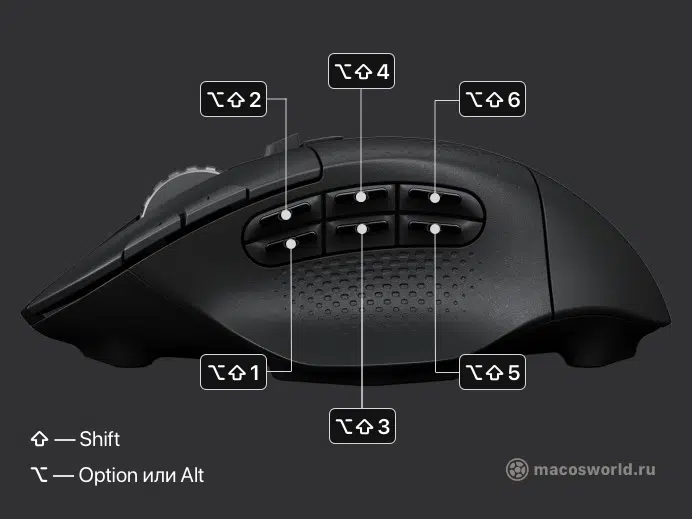 ⌥⇧4
⌥⇧2
⌥⇧6
⌥⇧1
⌥⇧5
⌥⇧3
⇧ — Shift
⌥ — Option или Alt
macosworld.ru